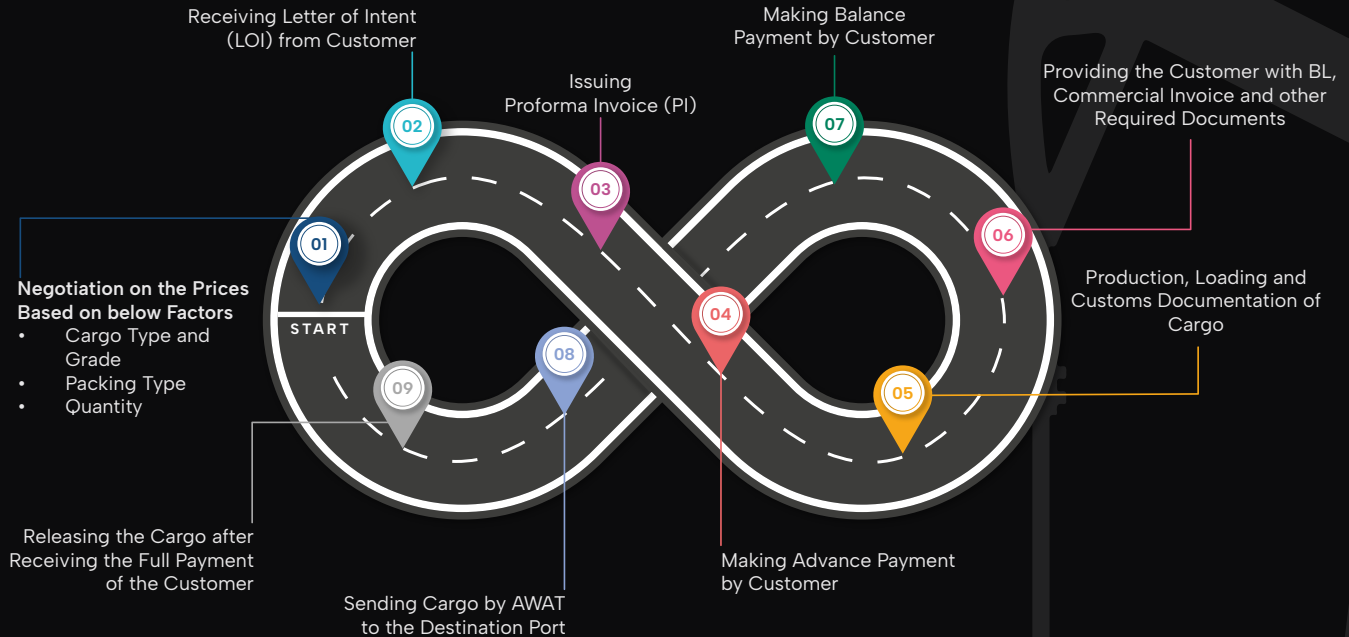 Negotiation on the Prices
Based on below Factors
• Cargo Type and
Grade
• Packing Type
• Quantity
01
START
Receiving Letter of Intent
(LOI) from Customer
02
Issuing
Proforma Invoice (PI)
03
04
Making Advance Payment
by Customer
Production, Loading and
Customs Documentation of
Cargo
05
Providing the Customer with BL,
Commercial Invoice and other
Required Documents
06
Making Balance
Payment by Customer
07
08
Sending Cargo by AWAT
to the Destination Port
09
Releasing the Cargo after
Receiving the Full Payment
of the Customer